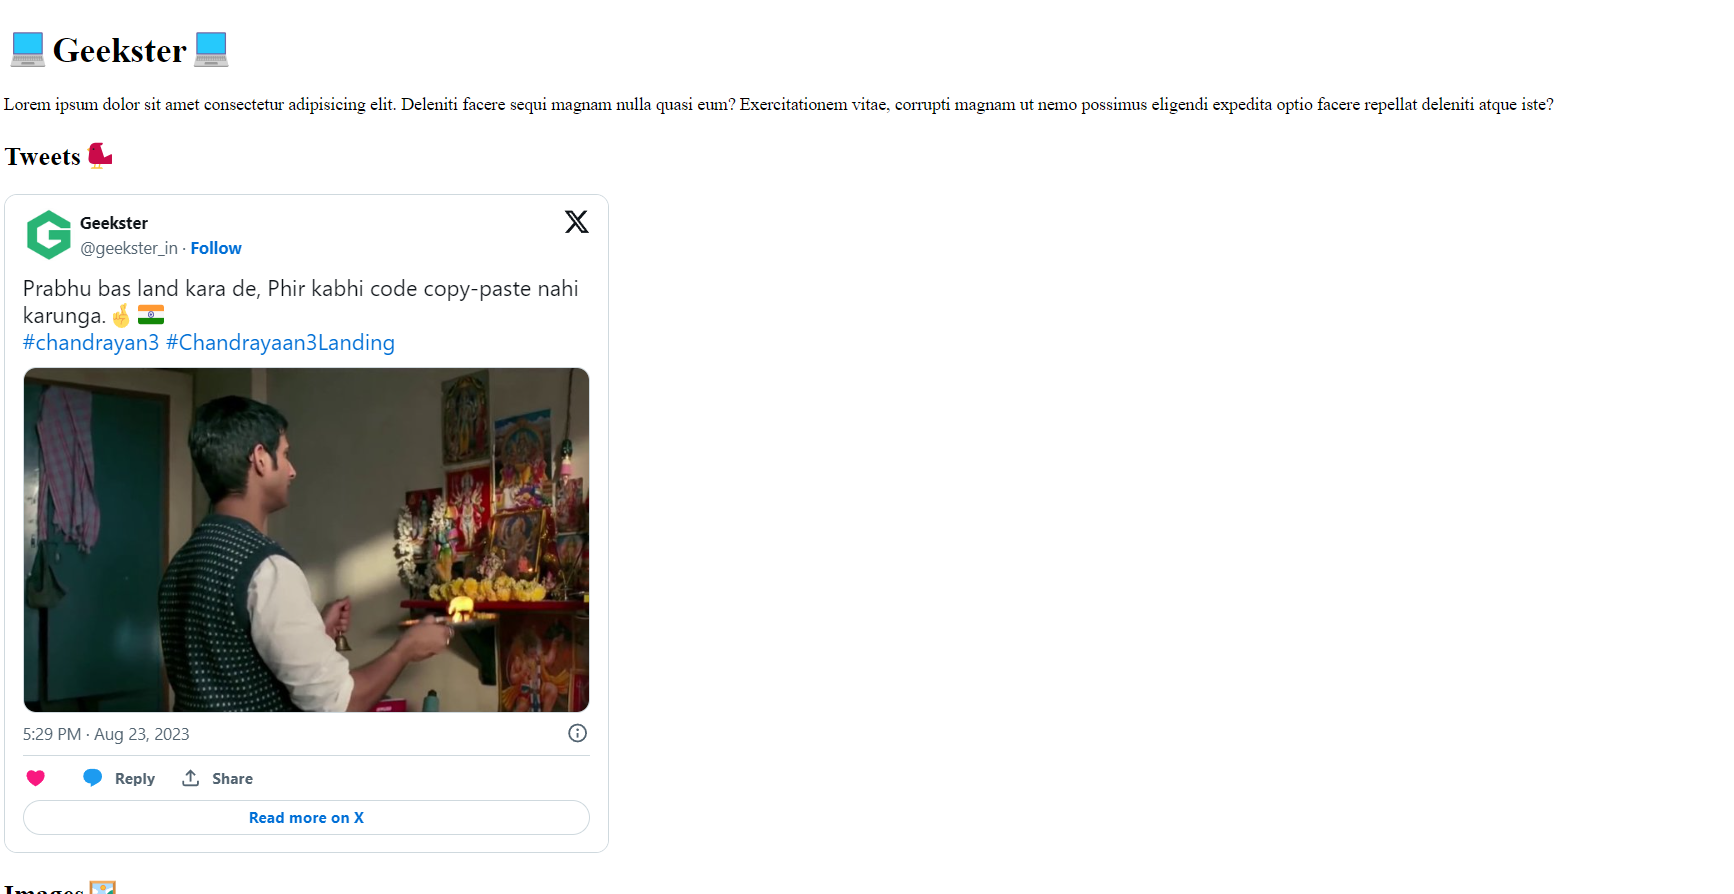 💻 Geekster 💻
Lorem ipsum dolor sit amet consectetur adipisicing elit. Deleniti facere sequi magnam nulla quasi eum? Exercitationem vitae, corrupti magnam ut nemo possimus eligendi expedita optio facere repellat deleniti atque iste?
Tweets
Geekster
@geekster_in · Follow
Prabhu bas land kara de, Phir kabhi code copy-paste nahi
karunga.🤞🇮🇳
#chandrayan3 #Chandrayaan3Landing
5:29 PM · Aug 23, 2023
Reply Share
Read more on X
Images 🖼️